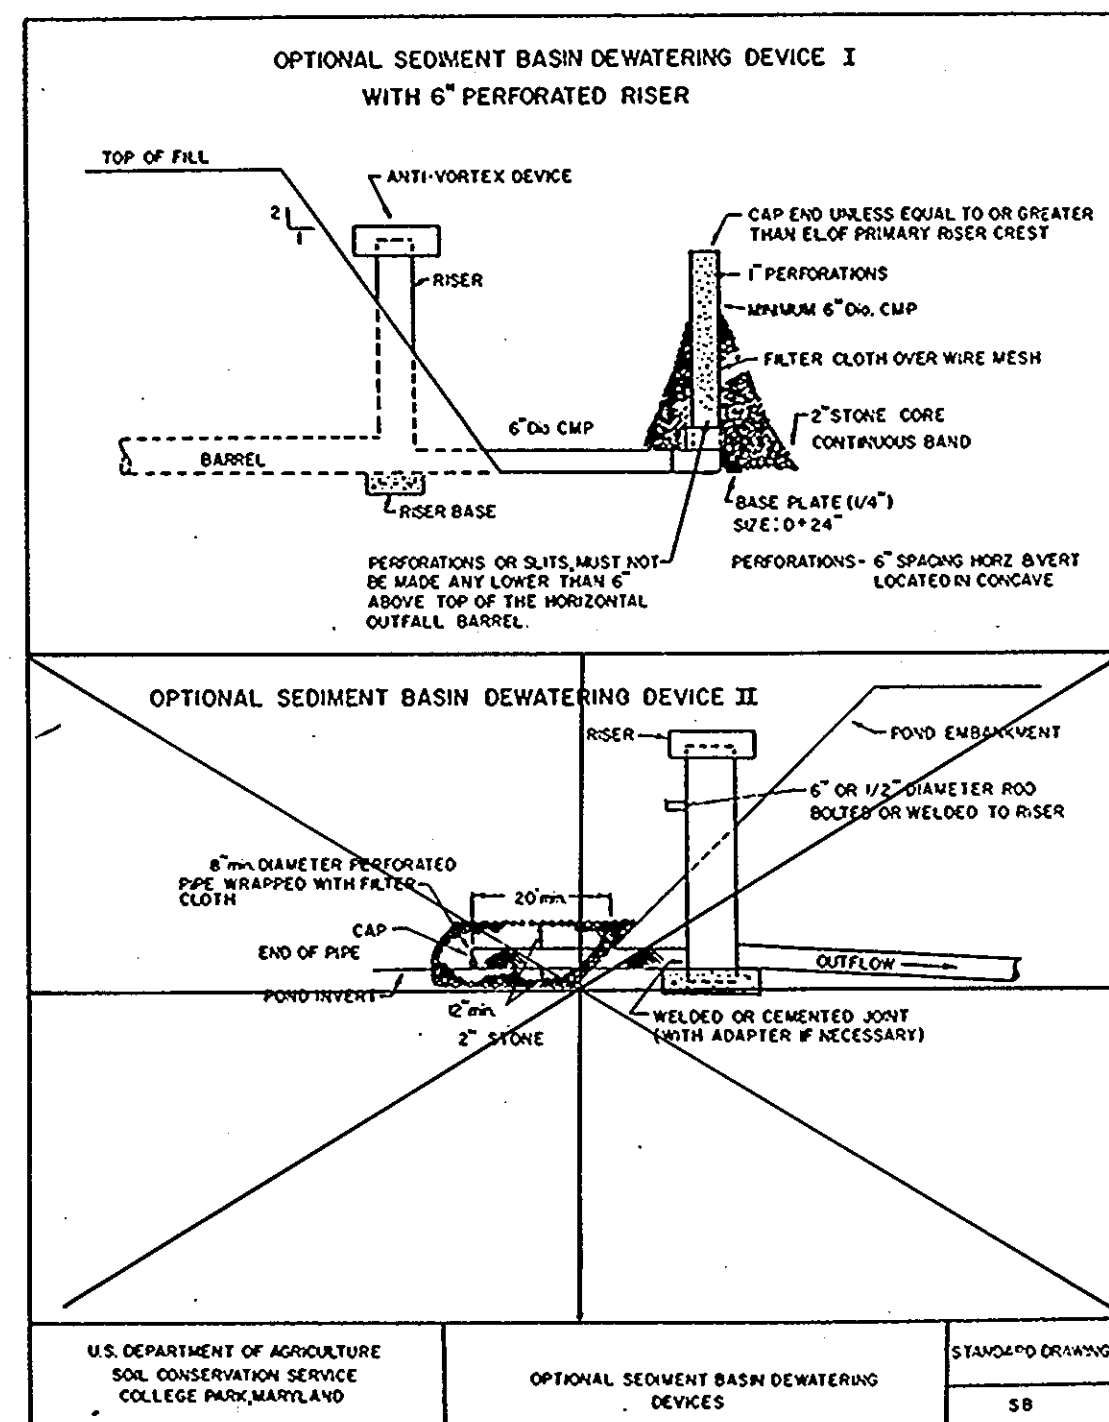 OPTIONAL SEDIMENT BASIN DEWATERING DEVICE I
WITH 6" PERFORATED RISER
TOP OF FILL
ANTI-VORTEX DEVICE
2
1
RISER
CAP END UNLESS EQUAL TO OR GREATER
THAN EL.OF PRIMARY RISER CREST
1" PERFORATIONS
MINIMUM 6" Dia. CMP
FILTER CLOTH OVER WIRE MESH
6" Dia CMP
2" STONE CORE
CONTINUOUS BAND
BARREL
RISER BASE
BASE PLATE (1/4")
SIZE: D+24"
PERFORATIONS OR SLITS, MUST NOT
BE MADE ANY LOWER THAN 6"
ABOVE TOP OF THE HORIZONTAL
OUTFALL BARREL.
PERFORATIONS - 6" SPACING HORZ & VERT
LOCATED IN CONCAVE
OPTIONAL SEDIMENT BASIN DEWATERING DEVICE II
RISER
POND EMBANKMENT
6" OR 1/2" DIAMETER ROD
BOLTED OR WELDED TO RISER
8" min. DIAMETER PERFORATED
PIPE WRAPPED WITH FILTER
CLOTH
20" min.
CAP
END OF PIPE
OUTFLOW
POND INVERT
12" min.
2" STONE
WELDED OR CEMENTED JOINT
(WITH ADAPTER IF NECESSARY)
U.S. DEPARTMENT OF AGRICULTURE
SOIL CONSERVATION SERVICE
COLLEGE PARK, MARYLAND
OPTIONAL SEDIMENT BASIN DEWATERING
DEVICES
STANDARD DRAWING
SB